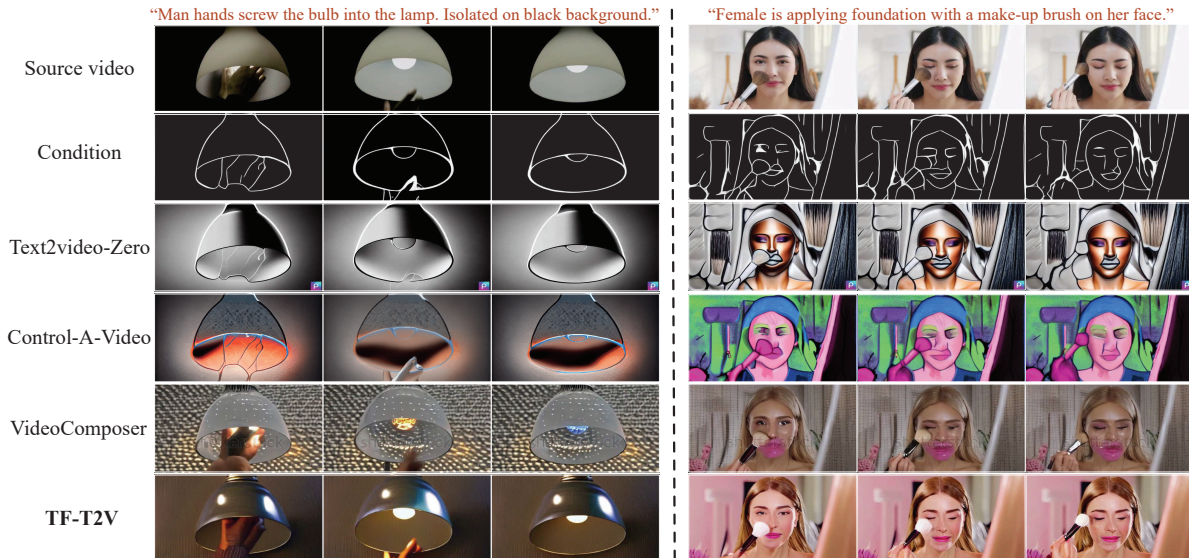 “Man hands screw the bulb into the lamp. Isolated on black background.”
“Female is applying foundation with a make-up brush on her face.”
Source video
Condition
Text2video-Zero
Control-A-Video
VideoComposer
TF-T2V